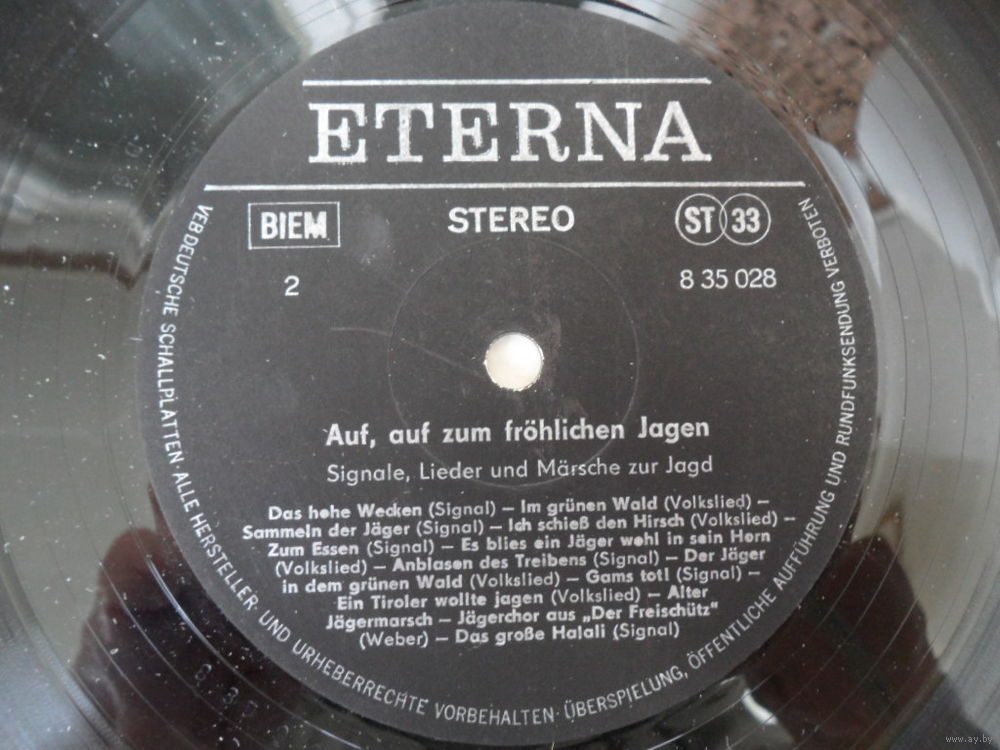 ETERNA
BIEM
STEREO
ST 33
2
8 35 028
Auf, auf zum fröhlichen Jagen
Signale, Lieder und Märsche zur Jagd
Das hohe Wecken (Signal) – Im grünen Wald (Volkslied) –
Sammeln der Jäger (Signal) – Ich schieß den Hirsch (Volkslied) –
Zum Essen (Signal) – Es blies ein Jäger wohl in sein Horn
(Volkslied) – Anblasen des Treibens (Signal) – Der Jäger
in dem grünen Wald (Volkslied) – Gams tot! (Signal) –
Ein Tiroler wollte jagen (Volkslied) – Alter
Jägermarsch – Jägerchor aus „Der Freischütz“
(Weber) – Das große Halali (Signal)
VEB DEUTSCHE SCHALLPLATTEN · ALLE HERSTELLER- UND URHEBERRECHTE VORBEHALTEN · ÜBERSPIELUNG, ÖFFENTLICHE AUFFÜHRUNG UND RUNDFUNKSENDUNG VERBOTEN
www.ay.by